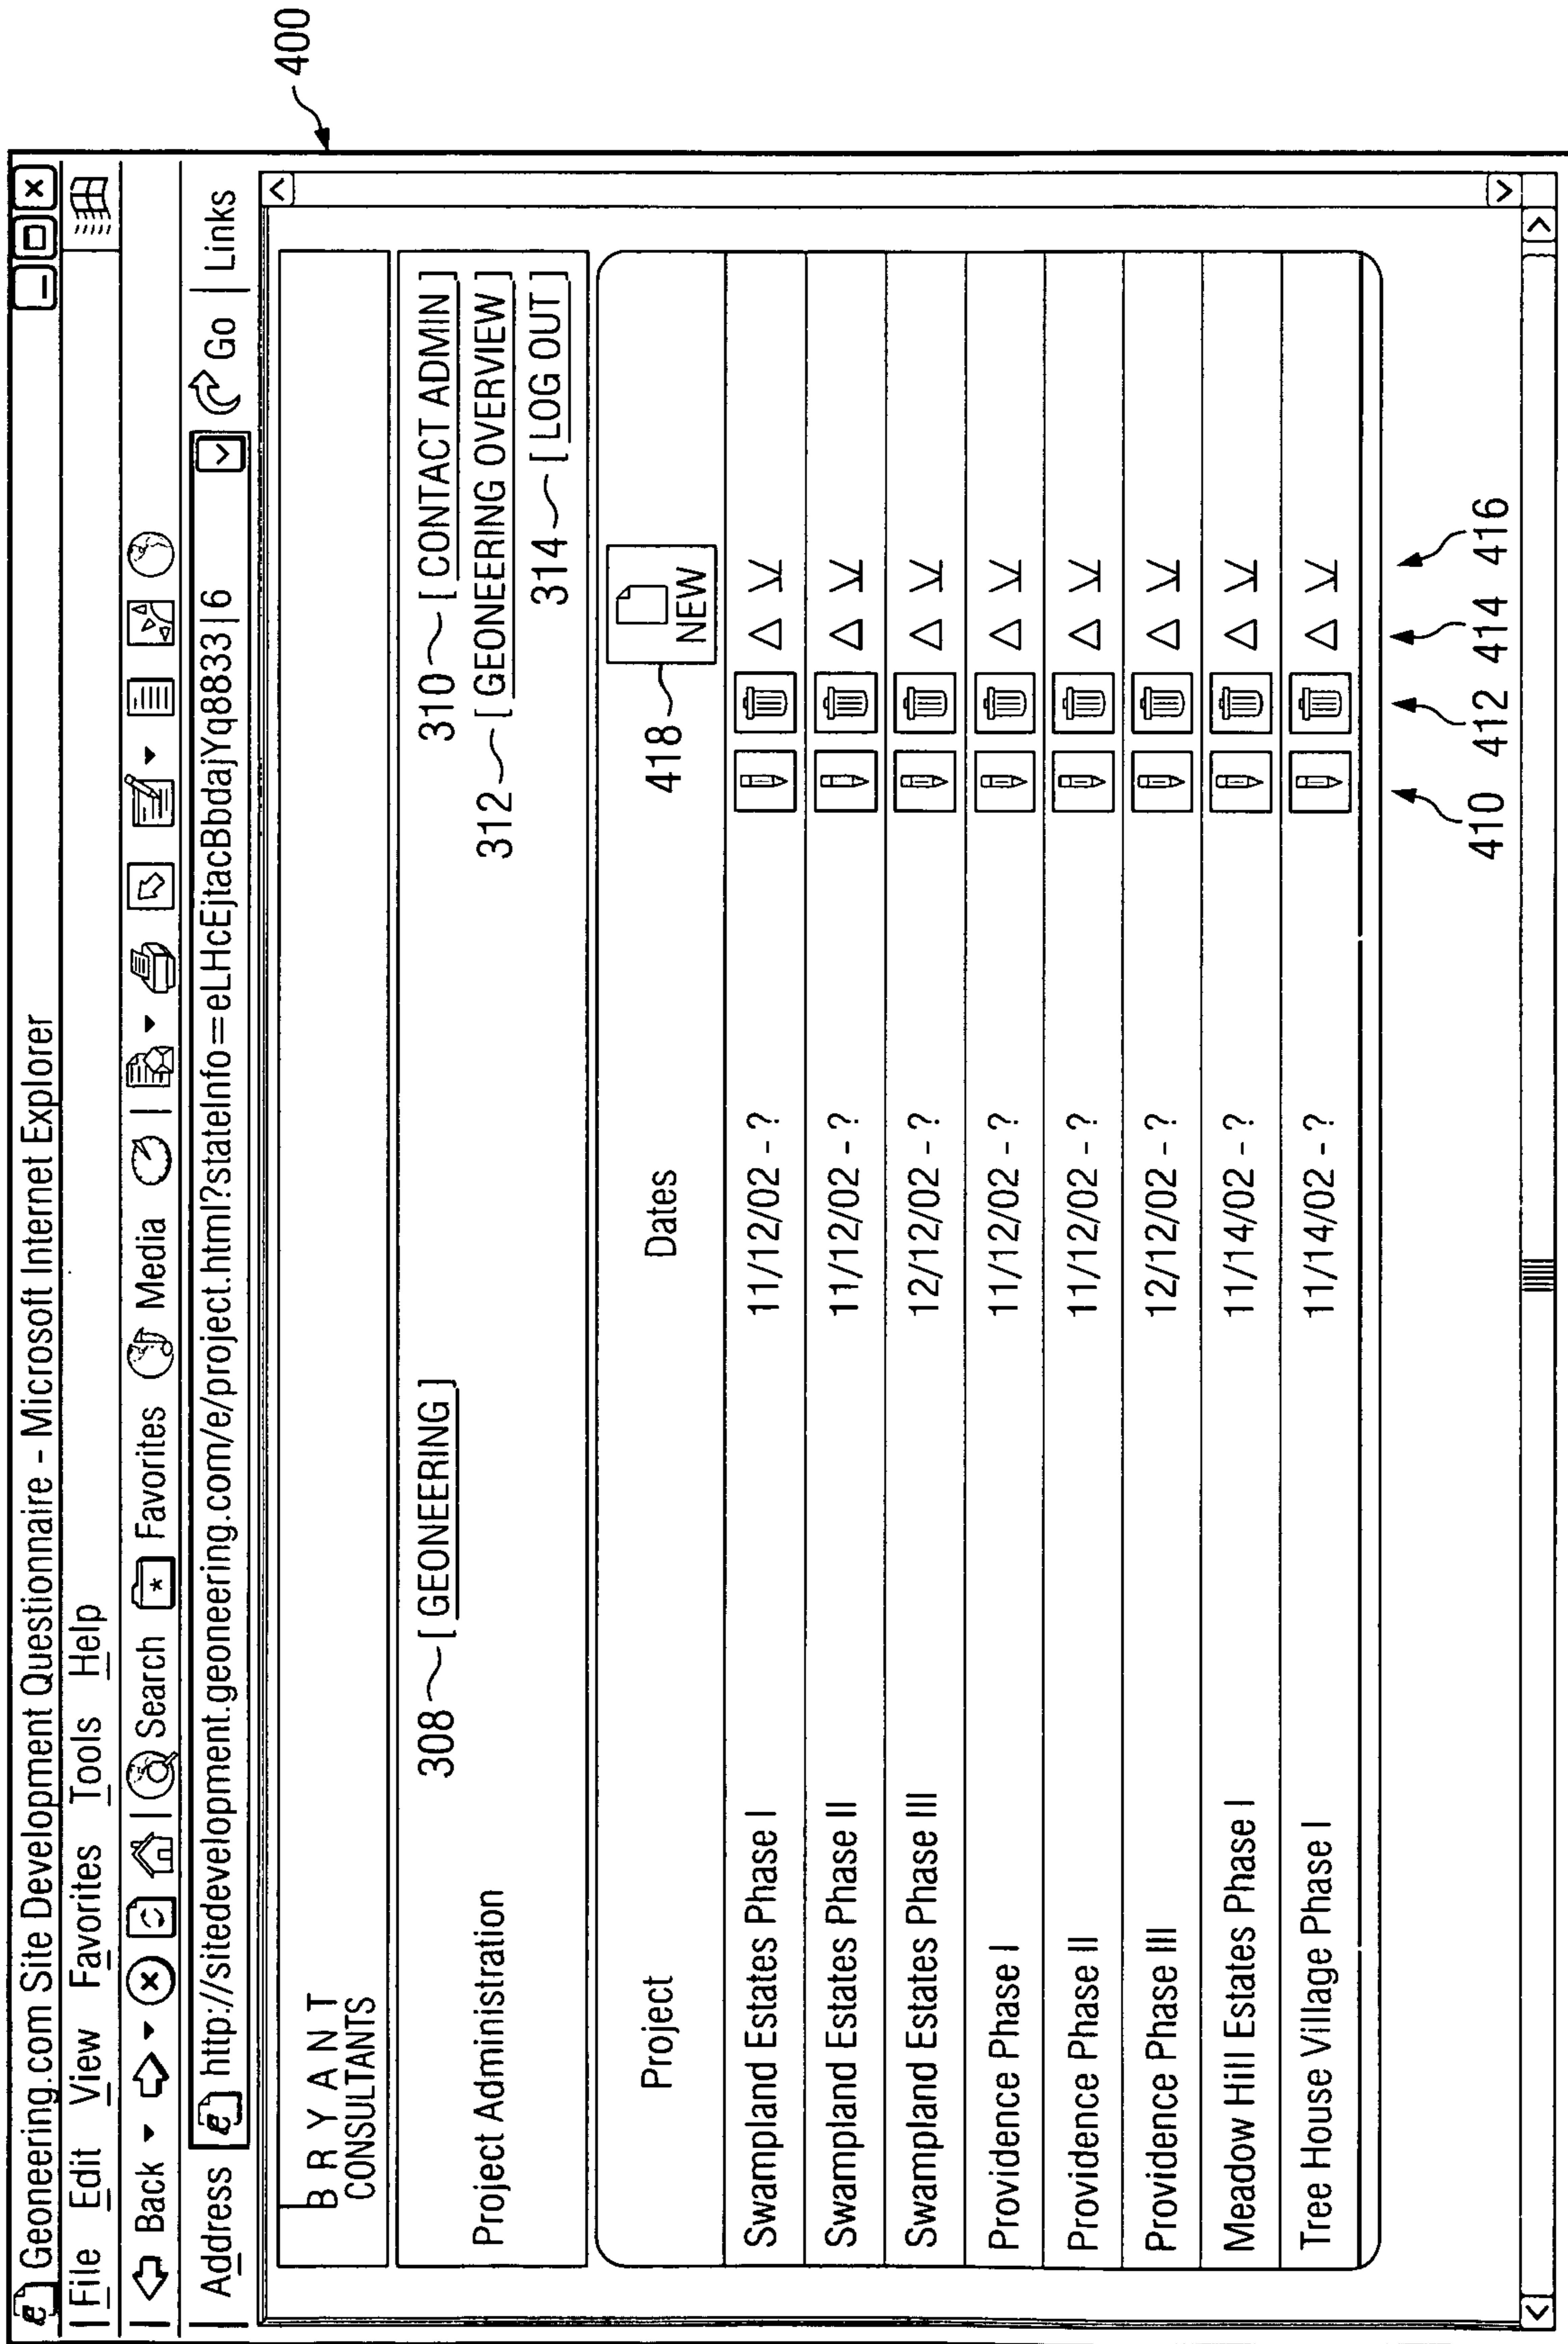 Geoneering.com Site Development Questionnaire - Microsoft Internet Explorer
File Edit View Favorites Tools Help
Back Search Favorites Media
Address http://sitedevelopment.geoneering.com/e/project.html?stateInfo=eLHcEjtacBbdajYq8833|6 Go Links
400
BRYANT
CONSULTANTS
308 [GEONEERING] 310 [CONTACT ADMIN]
Project Administration 312 [GEONEERING OVERVIEW]
314 [LOG OUT]
Project Dates 418 NEW
Swampland Estates Phase I 11/12/02 - ?
Swampland Estates Phase II 11/12/02 - ?
Swampland Estates Phase III 12/12/02 - ?
Providence Phase I 11/12/02 - ?
Providence Phase II 11/12/02 - ?
Providence Phase III 12/12/02 - ?
Meadow Hill Estates Phase I 11/14/02 - ?
Tree House Village Phase I 11/14/02 - ?
410 412 414 416